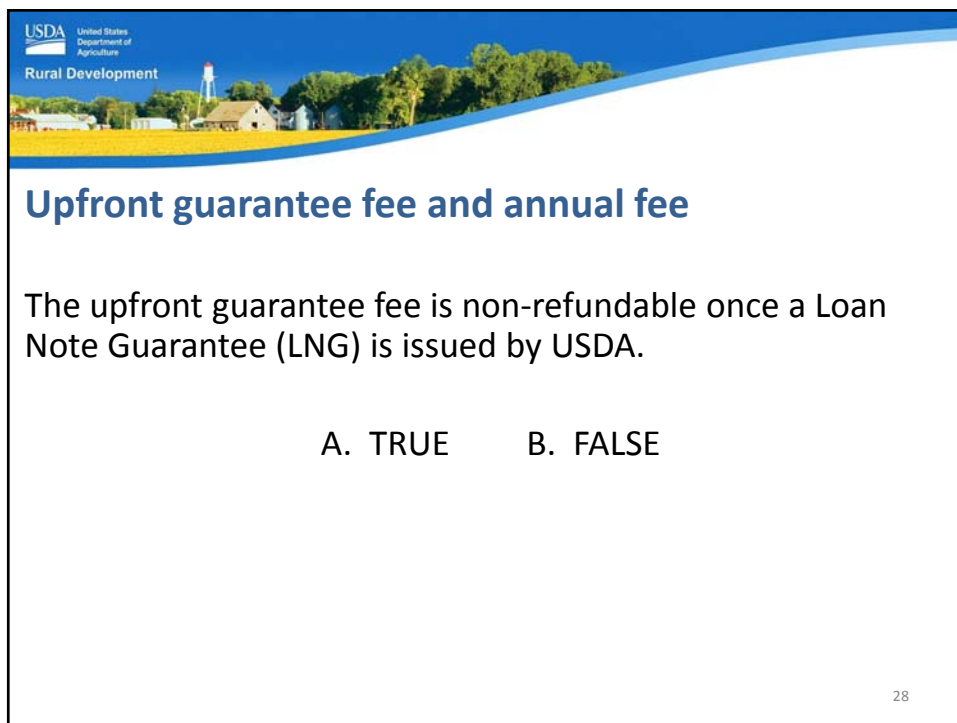 USDA
United States
Department of
Agriculture
Rural Development
Upfront guarantee fee and annual fee
The upfront guarantee fee is non-refundable once a Loan
Note Guarantee (LNG) is issued by USDA.
A. TRUE B. FALSE
28